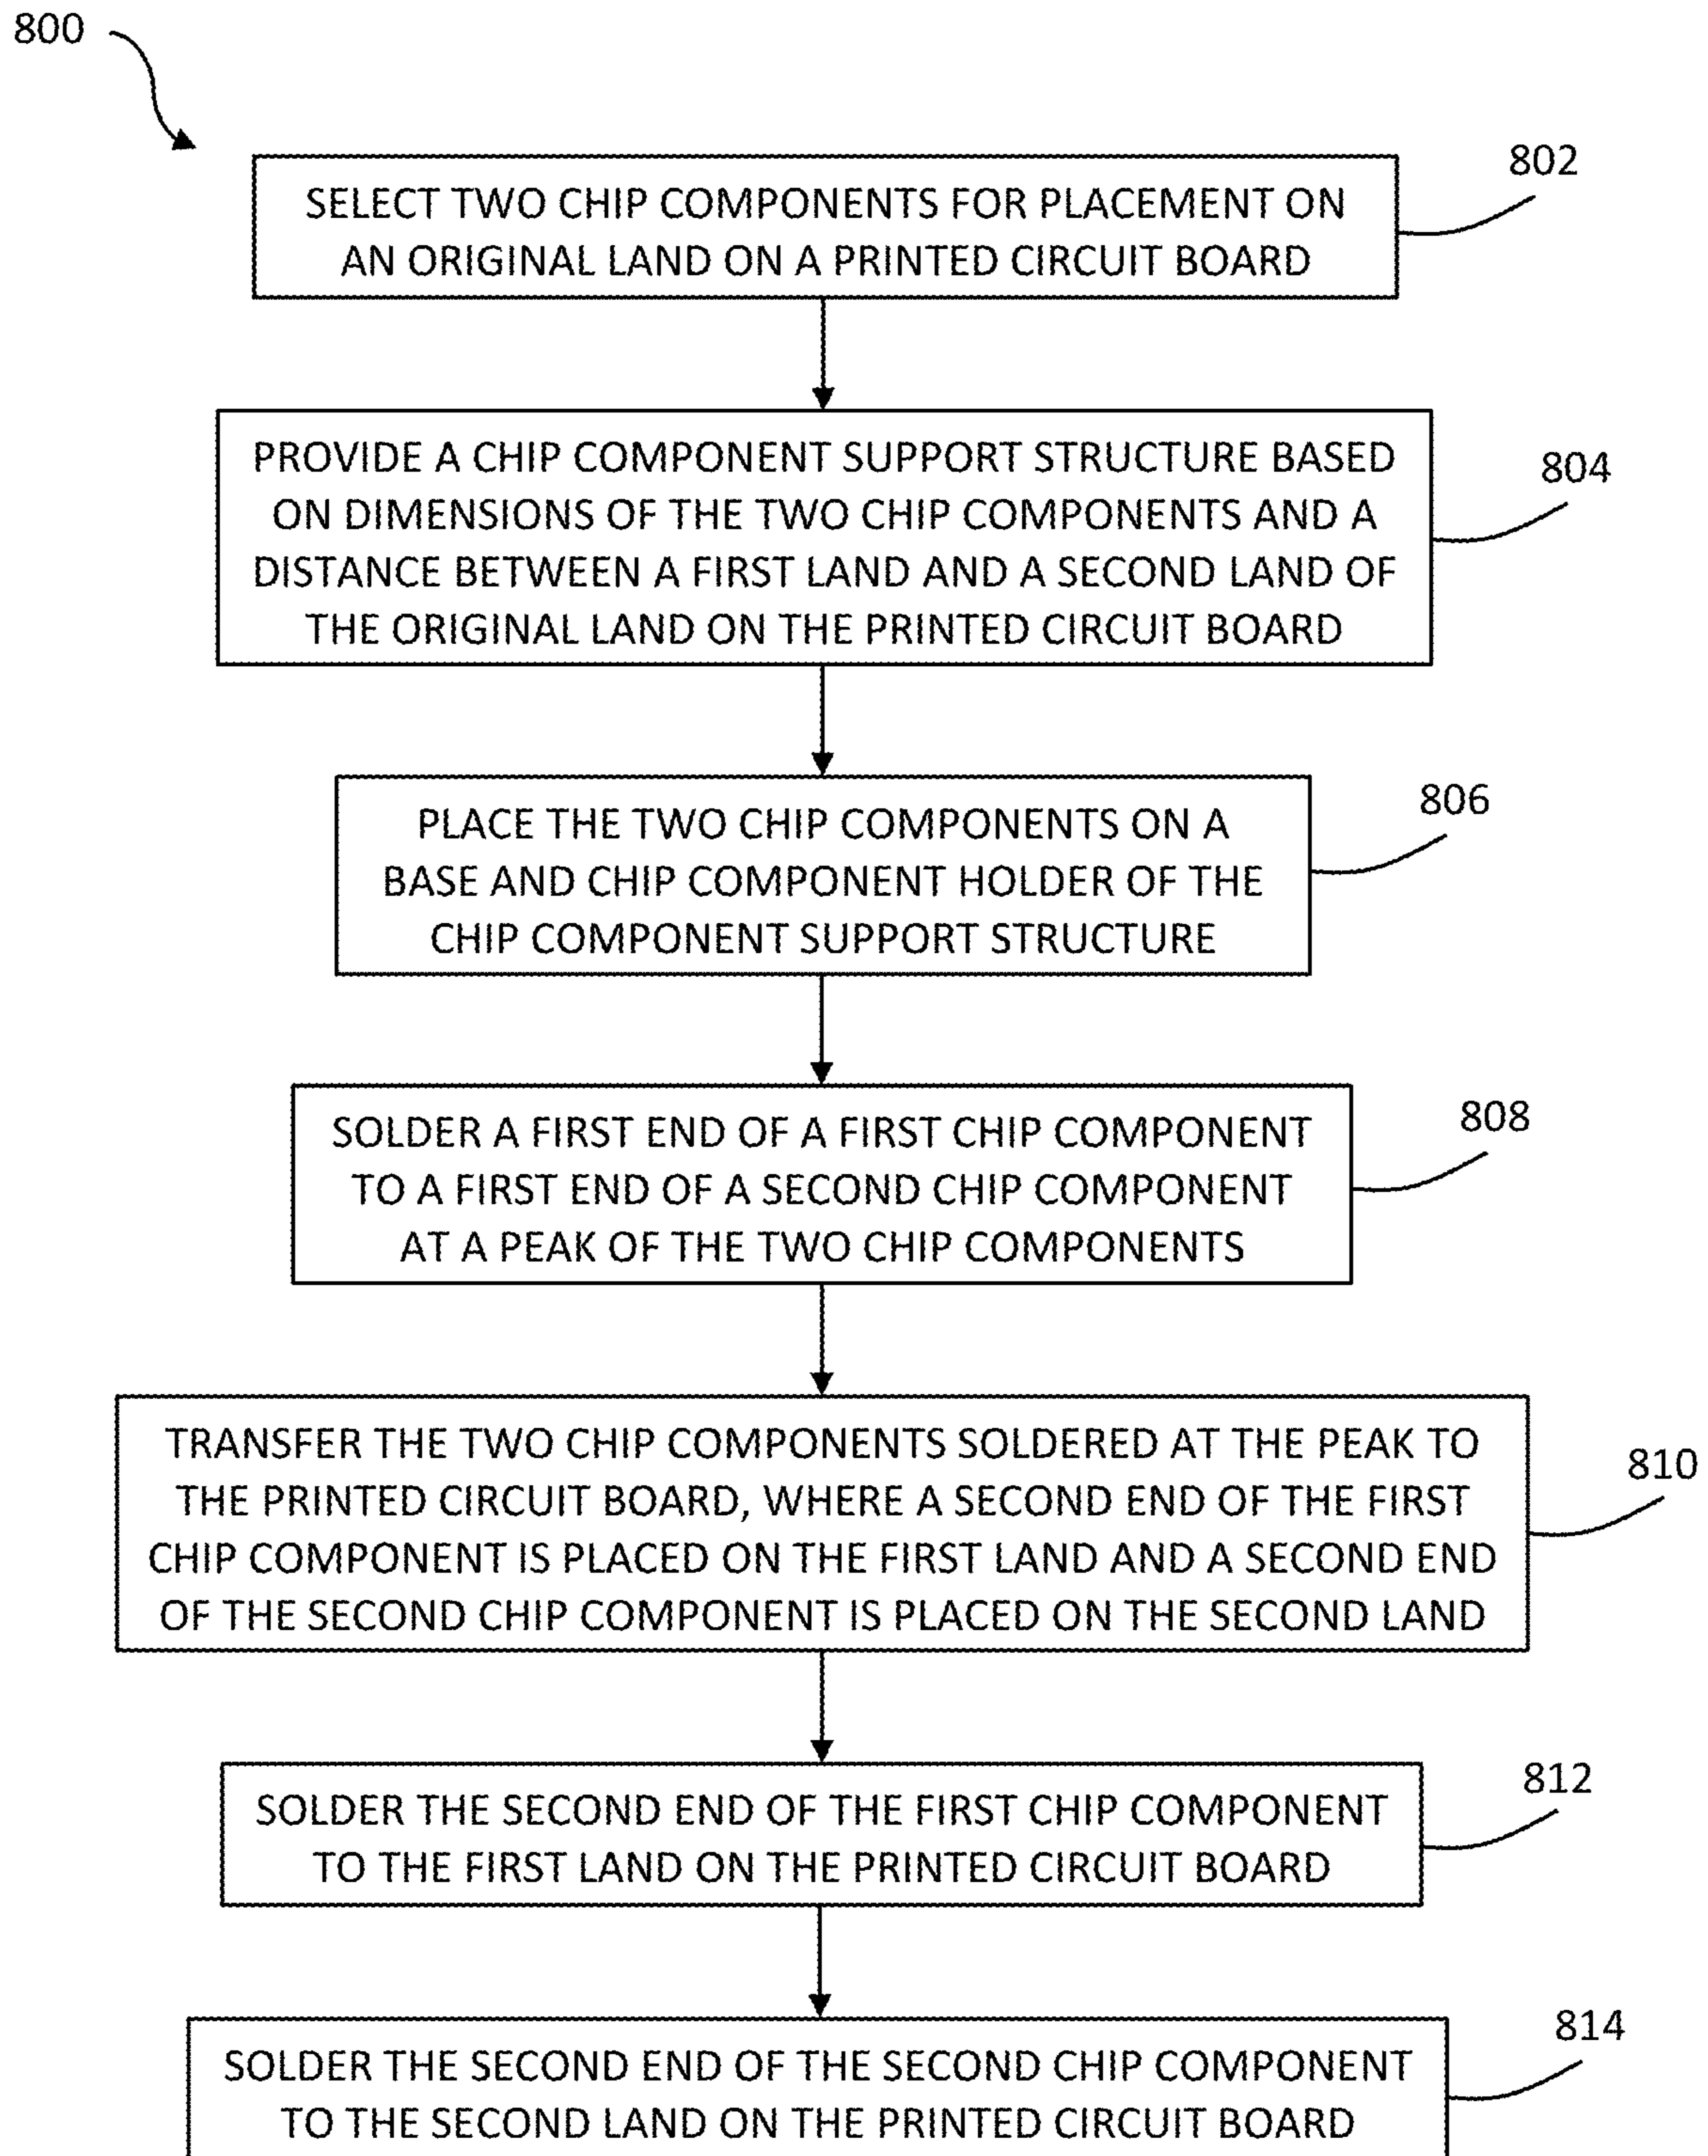 800
802
SELECT TWO CHIP COMPONENTS FOR PLACEMENT ON
AN ORIGINAL LAND ON A PRINTED CIRCUIT BOARD
804
PROVIDE A CHIP COMPONENT SUPPORT STRUCTURE BASED
ON DIMENSIONS OF THE TWO CHIP COMPONENTS AND A
DISTANCE BETWEEN A FIRST LAND AND A SECOND LAND OF
THE ORIGINAL LAND ON THE PRINTED CIRCUIT BOARD
806
PLACE THE TWO CHIP COMPONENTS ON A
BASE AND CHIP COMPONENT HOLDER OF THE
CHIP COMPONENT SUPPORT STRUCTURE
808
SOLDER A FIRST END OF A FIRST CHIP COMPONENT
TO A FIRST END OF A SECOND CHIP COMPONENT
AT A PEAK OF THE TWO CHIP COMPONENTS
810
TRANSFER THE TWO CHIP COMPONENTS SOLDERED AT THE PEAK TO
THE PRINTED CIRCUIT BOARD, WHERE A SECOND END OF THE FIRST
CHIP COMPONENT IS PLACED ON THE FIRST LAND AND A SECOND END
OF THE SECOND CHIP COMPONENT IS PLACED ON THE SECOND LAND
812
SOLDER THE SECOND END OF THE FIRST CHIP COMPONENT
TO THE FIRST LAND ON THE PRINTED CIRCUIT BOARD
814
SOLDER THE SECOND END OF THE SECOND CHIP COMPONENT
TO THE SECOND LAND ON THE PRINTED CIRCUIT BOARD